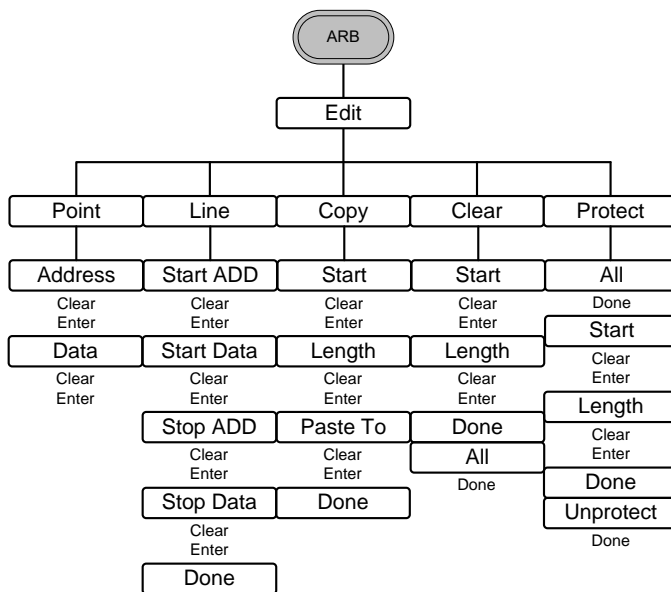 ARB
Edit
Point
Line
Copy
Clear
Protect
Address
Clear
Enter
Data
Clear
Enter
Start ADD
Clear
Enter
Start Data
Clear
Enter
Stop ADD
Clear
Enter
Stop Data
Clear
Enter
Done
Start
Clear
Enter
Length
Clear
Enter
Paste To
Clear
Enter
Done
Start
Clear
Enter
Length
Clear
Enter
Done
All
Done
All
Done
Start
Clear
Enter
Length
Clear
Enter
Done
Unprotect
Done